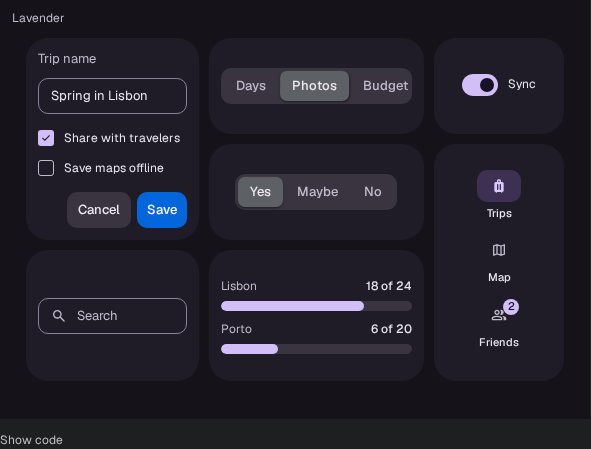 Lavender
Trip name
Spring in Lisbon
Share with travelers
Save maps offline
Cancel Save
Days Photos Budget
Sync
Yes Maybe No
Trips
Map
2
Friends
Search
Lisbon 18 of 24
Porto 6 of 20
Show code